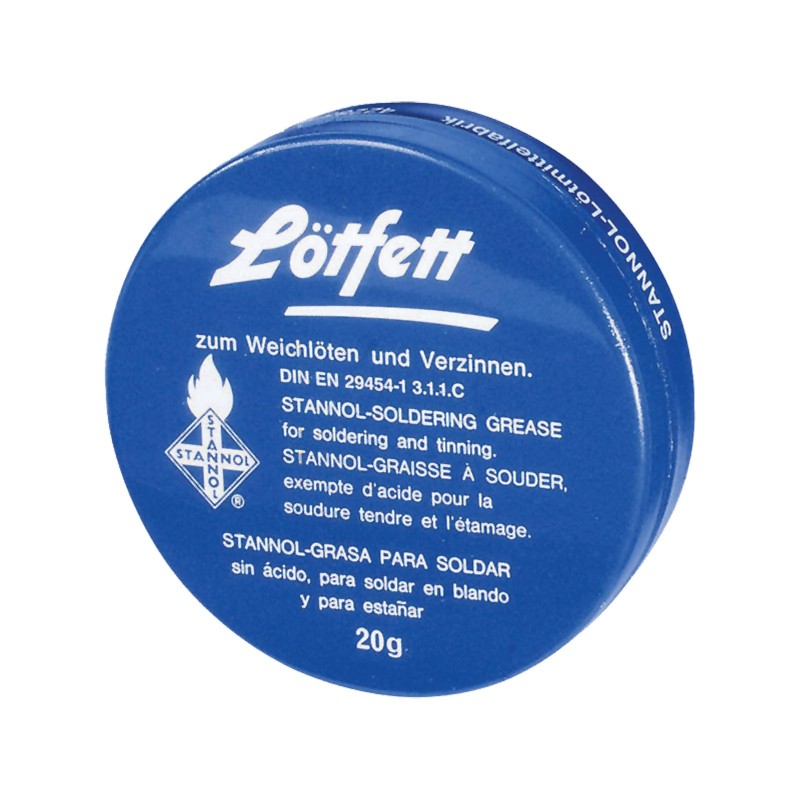 Lötfett
zum Weichlöten und Verzinnen.
DIN EN 29454-1 3.1.1.C
STANNOL-SOLDERING GREASE
for soldering and tinning.
STANNOL-GRAISSE À SOUDER,
exempte d'acide pour la
soudure tendre et l'étamage.
STANNOL
STANNOL
®
STANNOL-GRASA PARA SOLDAR
sin ácido, para soldar en blando
y para estañar
20g
STANNOL-Lötmittelfabrik